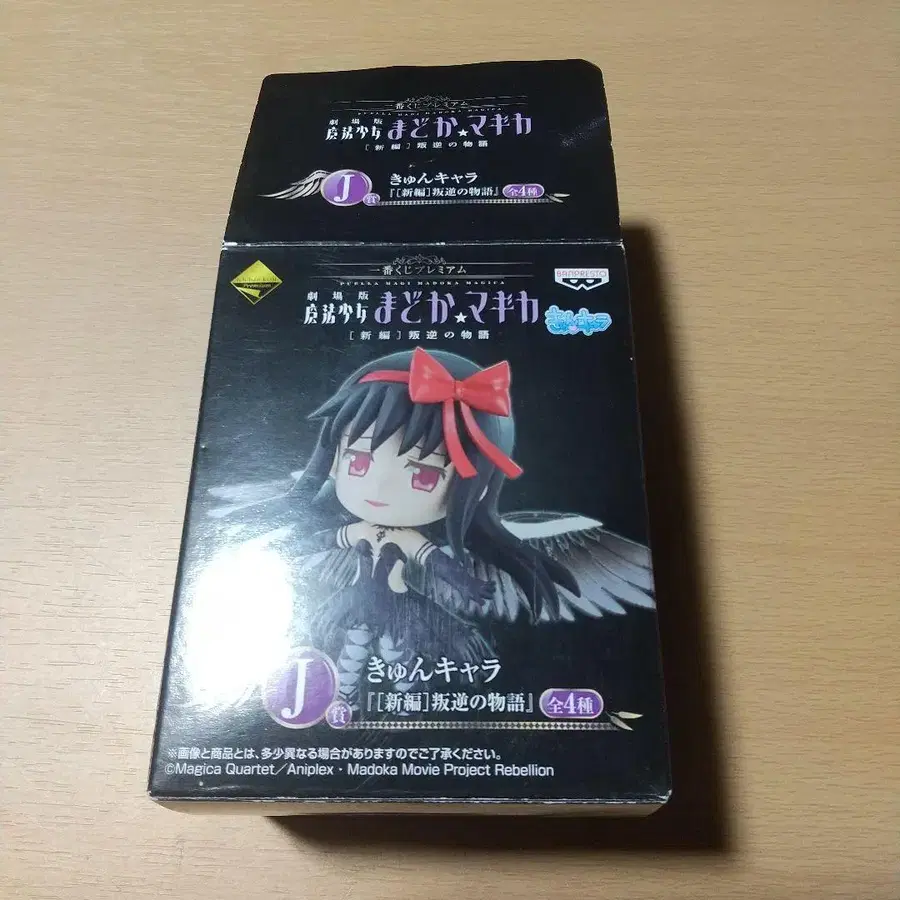 一番くじプレミアム
PUELLA MAGI MADOKA MAGICA
劇場版
魔法少女まどか★マギカ
[新編]叛逆の物語
J賞
きゅんキャラ
『[新編]叛逆の物語』 全4種
一番くじプレミアム
PUELLA MAGI MADOKA MAGICA
劇場版
魔法少女まどか★マギカ
[新編]叛逆の物語
Premium
BANPRESTO
きゅんキャラ
J賞
きゅんキャラ
『[新編]叛逆の物語』 全4種
※画像と商品とは、多少異なる場合がありますのでご了承ください。
©Magica Quartet／Aniplex・Madoka Movie Project Rebellion